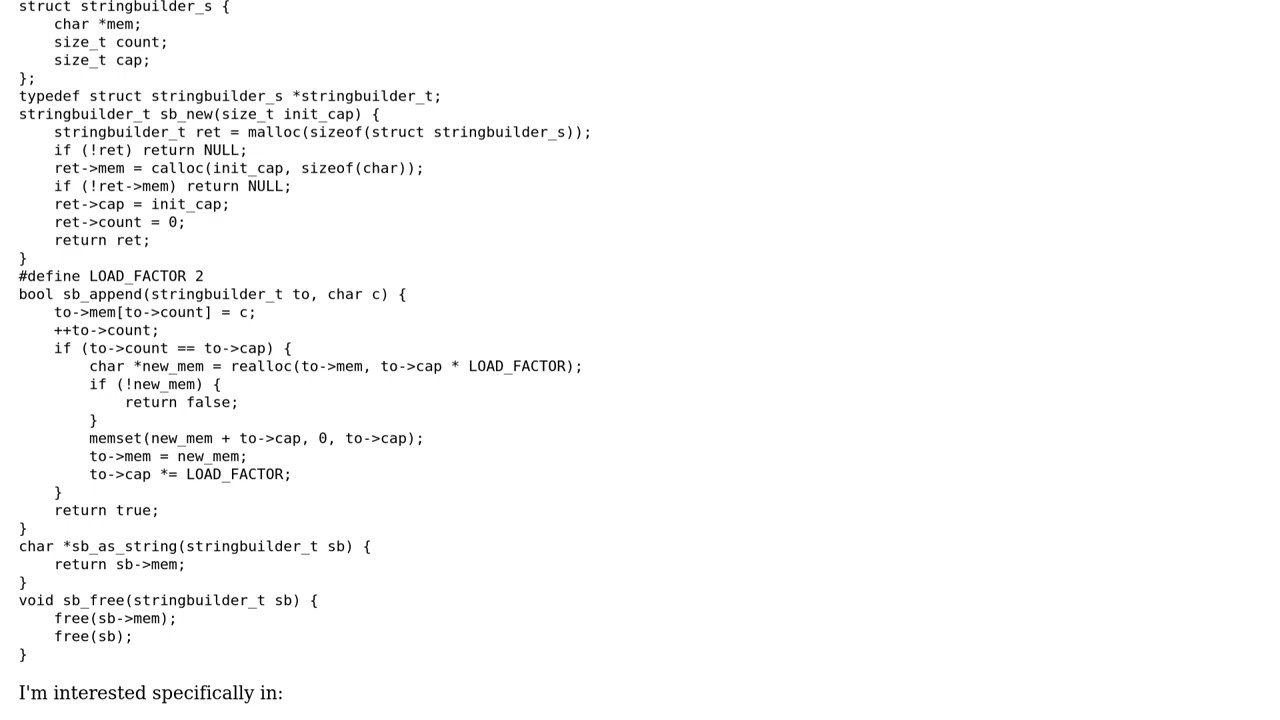 struct stringbuilder_s {
    char *mem;
    size_t count;
    size_t cap;
};
typedef struct stringbuilder_s *stringbuilder_t;
stringbuilder_t sb_new(size_t init_cap) {
    stringbuilder_t ret = malloc(sizeof(struct stringbuilder_s));
    if (!ret) return NULL;
    ret->mem = calloc(init_cap, sizeof(char));
    if (!ret->mem) return NULL;
    ret->cap = init_cap;
    ret->count = 0;
    return ret;
}
#define LOAD_FACTOR 2
bool sb_append(stringbuilder_t to, char c) {
    to->mem[to->count] = c;
    ++to->count;
    if (to->count == to->cap) {
        char *new_mem = realloc(to->mem, to->cap * LOAD_FACTOR);
        if (!new_mem) {
            return false;
        }
        memset(new_mem + to->cap, 0, to->cap);
        to->mem = new_mem;
        to->cap *= LOAD_FACTOR;
    }
    return true;
}
char *sb_as_string(stringbuilder_t sb) {
    return sb->mem;
}
void sb_free(stringbuilder_t sb) {
    free(sb->mem);
    free(sb);
}
I'm interested specifically in: